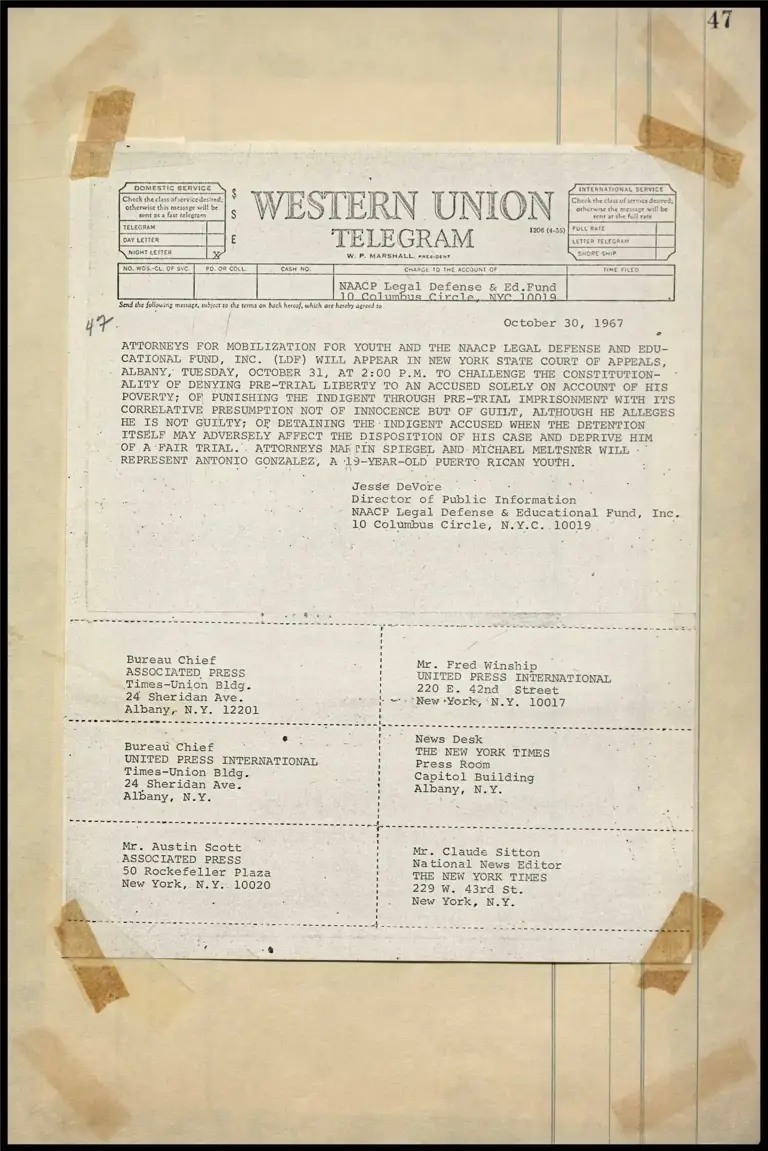 47
DOMESTIC SERVICE
Check the class of service desired;
otherwise this message will be
sent as a fast telegram
TELEGRAM
DAY LETTER
NIGHT LETTER X
$
S
E
WESTERN UNION
TELEGRAM
W. P. MARSHALL, PRESIDENT
1206 (4-55)
INTERNATIONAL SERVICE
Check the class of service desired;
otherwise the message will be
sent at the full rate
FULL RATE
LETTER TELEGRAM
SHORE SHIP
NO. WDS.-CL. OF SVC. PD. OR COLL. CASH NO. CHARGE TO THE ACCOUNT OF TIME FILED
NAACP Legal Defense & Ed.Fund
10 Columbus Circle, NYC 10019
Send the following message, subject to the terms on back hereof, which are hereby agreed to
47.
October 30, 1967
ATTORNEYS FOR MOBILIZATION FOR YOUTH AND THE NAACP LEGAL DEFENSE AND EDU-
CATIONAL FUND, INC. (LDF) WILL APPEAR IN NEW YORK STATE COURT OF APPEALS,
ALBANY, TUESDAY, OCTOBER 31, AT 2:00 P.M. TO CHALLENGE THE CONSTITUTION-
ALITY OF DENYING PRE-TRIAL LIBERTY TO AN ACCUSED SOLELY ON ACCOUNT OF HIS
POVERTY; OF PUNISHING THE INDIGENT THROUGH PRE-TRIAL IMPRISONMENT WITH ITS
CORRELATIVE PRESUMPTION NOT OF INNOCENCE BUT OF GUILT, ALTHOUGH HE ALLEGES
HE IS NOT GUILTY; OF DETAINING THE INDIGENT ACCUSED WHEN THE DETENTION
ITSELF MAY ADVERSELY AFFECT THE DISPOSITION OF HIS CASE AND DEPRIVE HIM
OF A FAIR TRIAL. ATTORNEYS MARTIN SPIEGEL AND MICHAEL MELTSNER WILL
REPRESENT ANTONIO GONZALEZ, A 19-YEAR-OLD PUERTO RICAN YOUTH.
Jesse DeVore
Director of Public Information
NAACP Legal Defense & Educational Fund, Inc.
10 Columbus Circle, N.Y.C. 10019
Bureau Chief
ASSOCIATED PRESS
Times-Union Bldg.
24 Sheridan Ave.
Albany, N.Y. 12201
Mr. Fred Winship
UNITED PRESS INTERNATIONAL
220 E. 42nd Street
New York, N.Y. 10017
Bureau Chief
UNITED PRESS INTERNATIONAL
Times-Union Bldg.
24 Sheridan Ave.
Albany, N.Y.
News Desk
THE NEW YORK TIMES
Press Room
Capitol Building
Albany, N.Y.
Mr. Austin Scott
ASSOCIATED PRESS
50 Rockefeller Plaza
New York, N.Y. 10020
Mr. Claude Sitton
National News Editor
THE NEW YORK TIMES
229 W. 43rd St.
New York, N.Y.